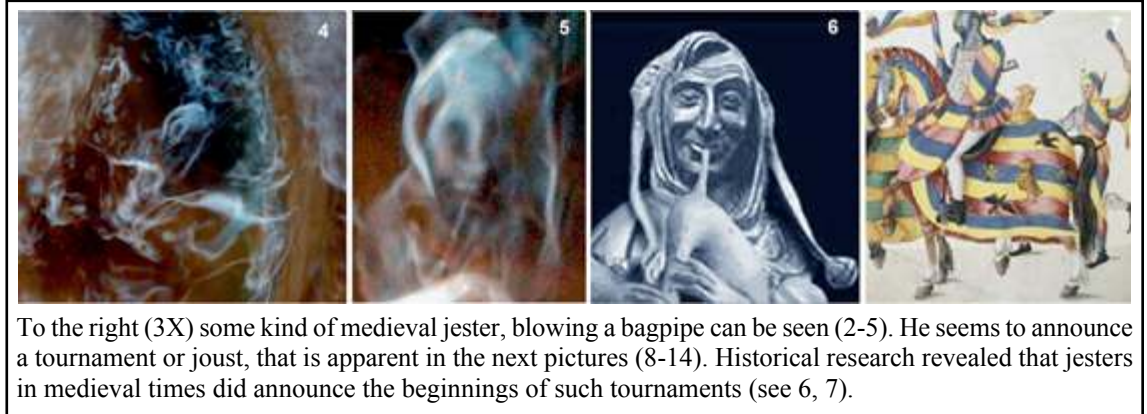 4 5 6 7
To the right (3X) some kind of medieval jester, blowing a bagpipe can be seen (2-5). He seems to announce
a tournament or joust, that is apparent in the next pictures (8-14). Historical research revealed that jesters
in medieval times did announce the beginnings of such tournaments (see 6, 7).